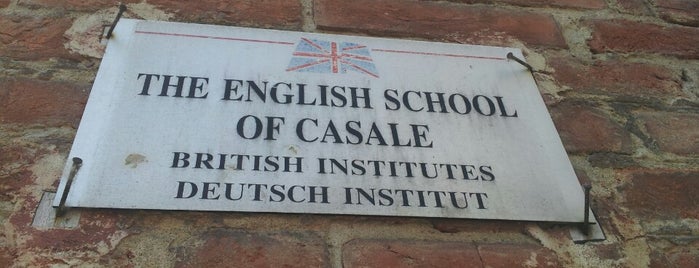 THE ENGLISH SCHOOL
OF CASALE
BRITISH INSTITUTES
DEUTSCH INSTITUT